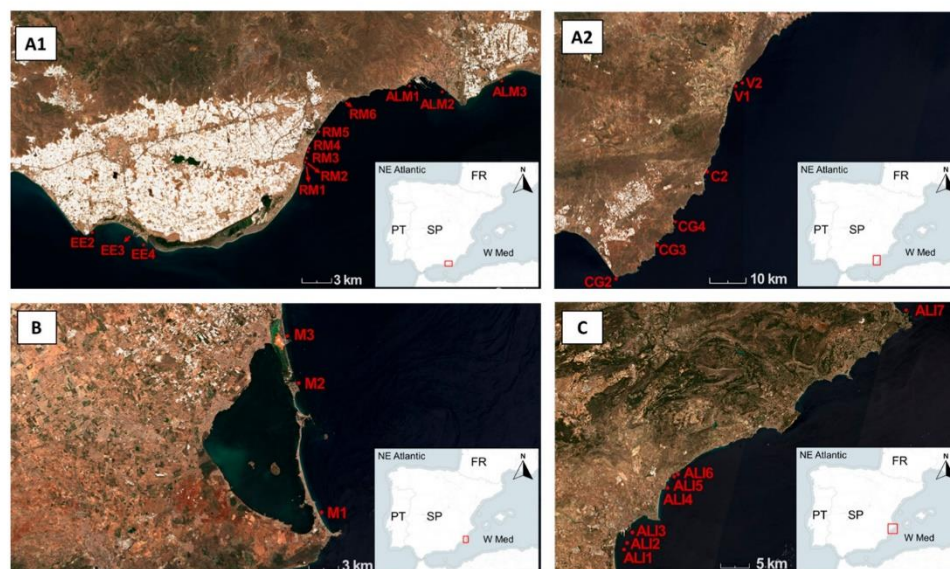 A1
ALM1
ALM2
ALM3
RM6
RM5
RM4
RM3
RM2
RM1
EE2
EE3
EE4
3 km
NE Atlantic
FR
N
PT
SP
W Med
A2
V2
V1
C2
CG4
CG3
CG2
10 km
NE Atlantic
FR
N
PT
SP
W Med
B
M3
M2
M1
3 km
NE Atlantic
FR
N
PT
SP
W Med
C
ALI7
ALI6
ALI5
ALI4
ALI3
ALI2
ALI1
5 km
NE Atlantic
FR
N
PT
SP
W Med